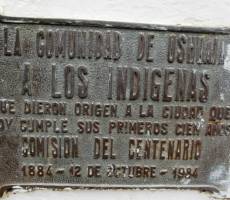 LA COMUNIDAD DE USHUAIA
A LOS INDIGENAS
QUE DIERON ORIGEN A LA CIUDAD QUE
HOY CUMPLE SUS PRIMEROS CIEN AÑOS
COMISION DEL CENTENARIO
1884 - 12 DE OCTUBRE - 1984